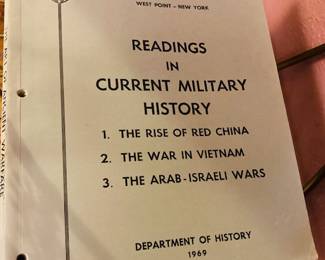 WEST POINT - NEW YORK
READINGS
IN
CURRENT MILITARY
HISTORY
1. THE RISE OF RED CHINA
2. THE WAR IN VIETNAM
3. THE ARAB-ISRAELI WARS
DEPARTMENT OF HISTORY
1969
WARFARE